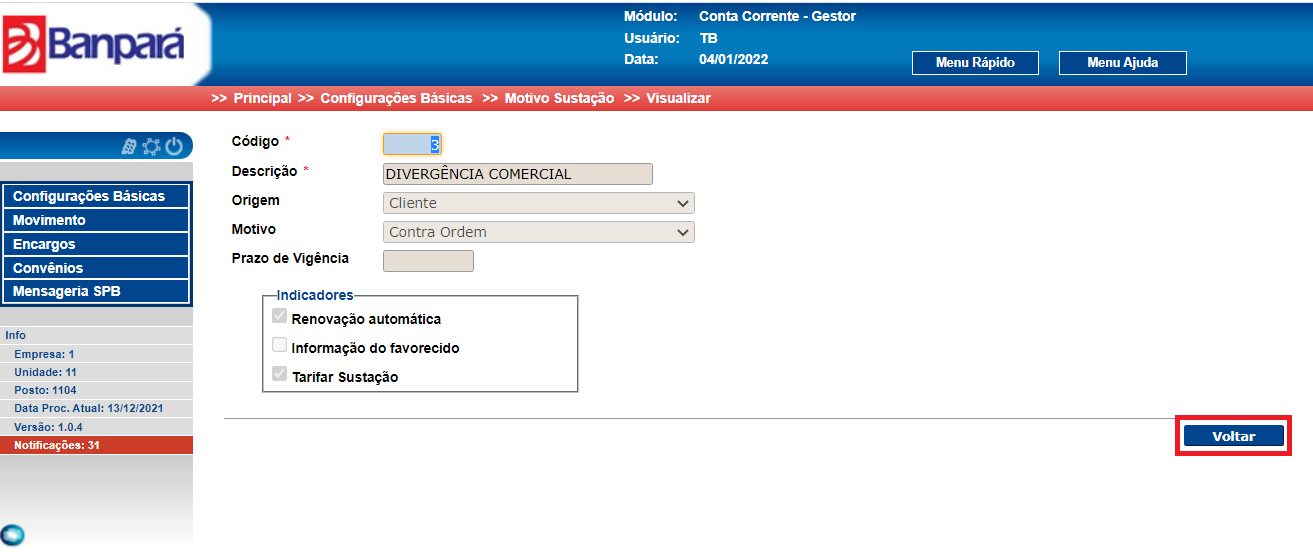 Banpará
Módulo: Conta Corrente - Gestor
Usuário: TB
Data: 04/01/2022
Menu Rápido
Menu Ajuda
>> Principal >> Configurações Básicas >> Motivo Sustação >> Visualizar
Configurações Básicas
Movimento
Encargos
Convênios
Mensageria SPB
Info
Empresa: 1
Unidade: 11
Posto: 1104
Data Proc. Atual: 13/12/2021
Versão: 1.0.4
Notificações: 31
Código * 3
Descrição * DIVERGÊNCIA COMERCIAL
Origem Cliente
Motivo Contra Ordem
Prazo de Vigência
Indicadores
Renovação automática
Informação do favorecido
Tarifar Sustação
Voltar